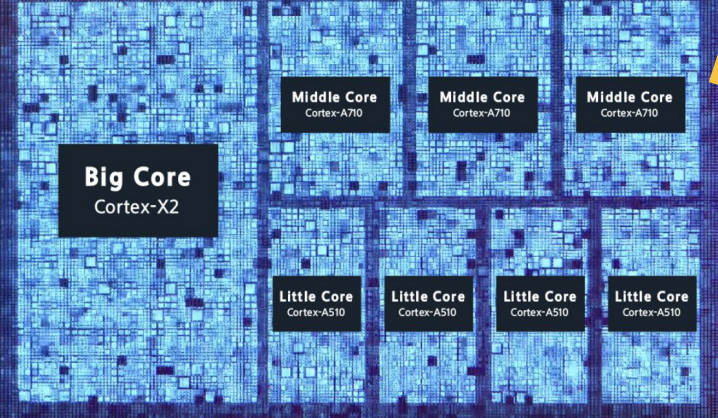 Big Core
Cortex-X2
Middle Core
Cortex-A710
Middle Core
Cortex-A710
Middle Core
Cortex-A710
Little Core
Cortex-A510
Little Core
Cortex-A510
Little Core
Cortex-A510
Little Core
Cortex-A510